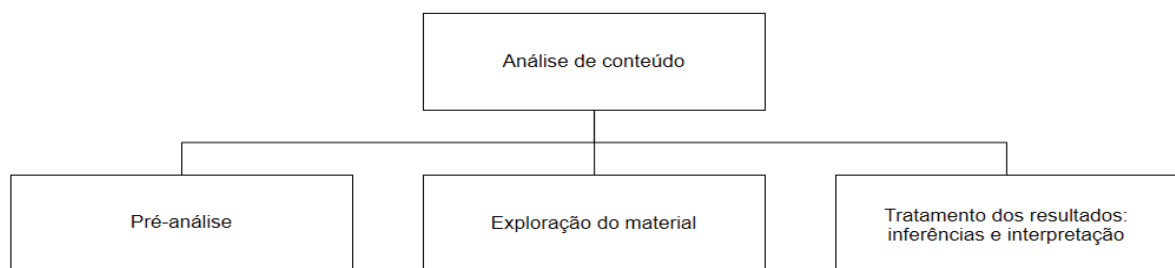 Análise de conteúdo
Pré-análise
Exploração do material
Tratamento dos resultados:
inferências e interpretação